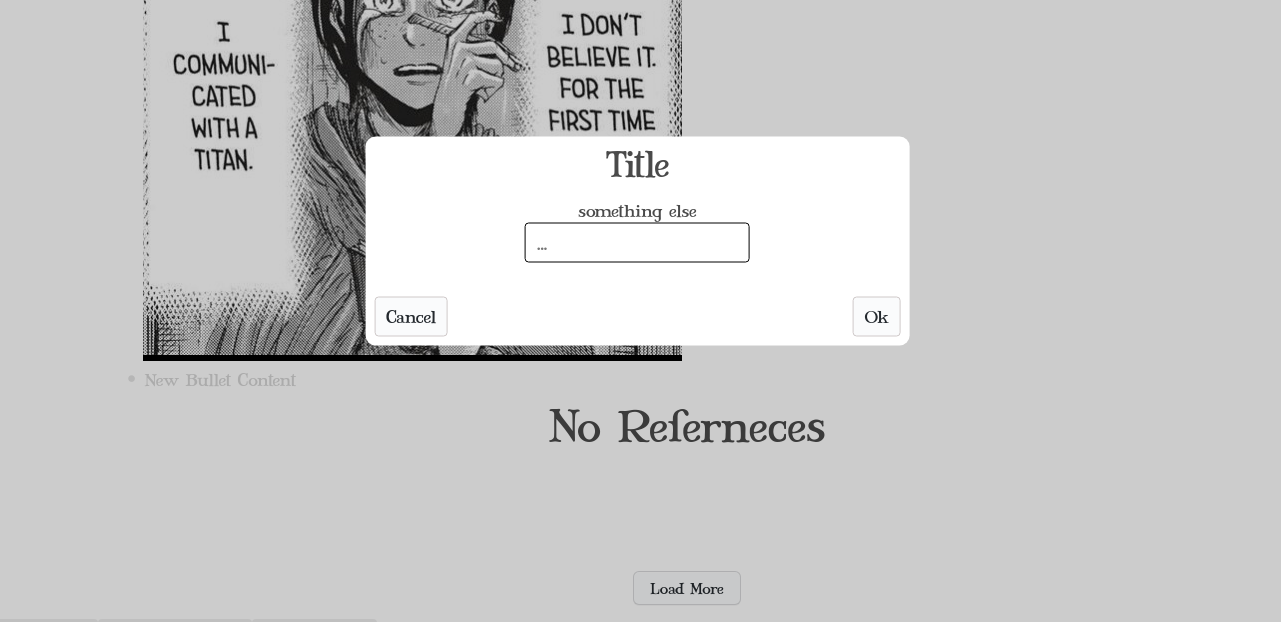 I
COMMUNI-
CATED
WITH A
TITAN.
I DON'T
BELIEVE IT.
FOR THE
FIRST TIME
Title
something else
...
Cancel
Ok
• New Bullet Content
No Referneces
Load More